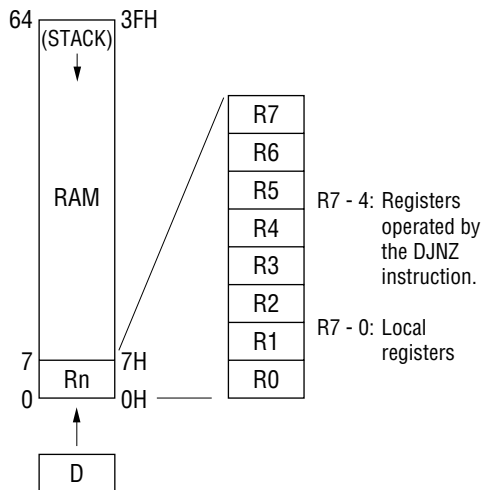 64
3FH
(STACK)
RAM
7
7H
Rn
0
0H
D
R7
R6
R5
R4
R3
R2
R1
R0
R7 - 4: Registers
operated by
the DJNZ
instruction.
R7 - 0: Local
registers